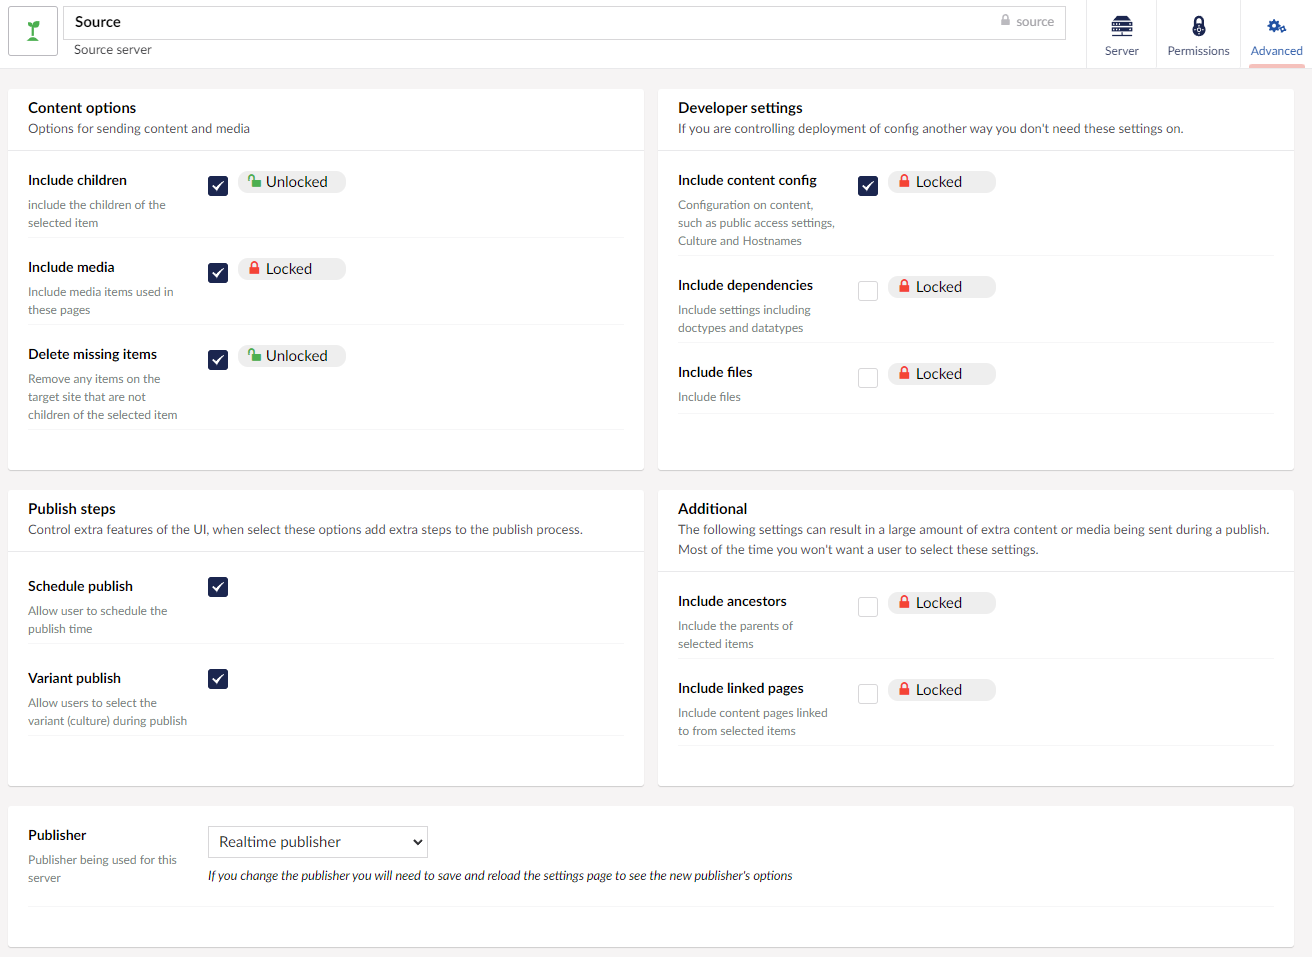 Source
source
Source server
Server
Permissions
Advanced
Content options
Options for sending content and media
Include children
Unlocked
include the children of the
selected item
Include media
Locked
Include media items used in
these pages
Delete missing items
Unlocked
Remove any items on the
target site that are not
children of the selected item
Developer settings
If you are controlling deployment of config another way you don't need these settings on.
Include content config
Locked
Configuration on content,
such as public access settings,
Culture and Hostnames
Include dependencies
Locked
Include settings including
doctypes and datatypes
Include files
Locked
Include files
Publish steps
Control extra features of the UI, when select these options add extra steps to the publish process.
Schedule publish
Allow user to schedule the
publish time
Variant publish
Allow users to select the
variant (culture) during publish
Additional
The following settings can result in a large amount of extra content or media being sent during a publish.
Most of the time you won't want a user to select these settings.
Include ancestors
Locked
Include the parents of
selected items
Include linked pages
Locked
Include content pages linked
to from selected items
Publisher
Realtime publisher
Publisher being used for this
server
If you change the publisher you will need to save and reload the settings page to see the new publisher's options